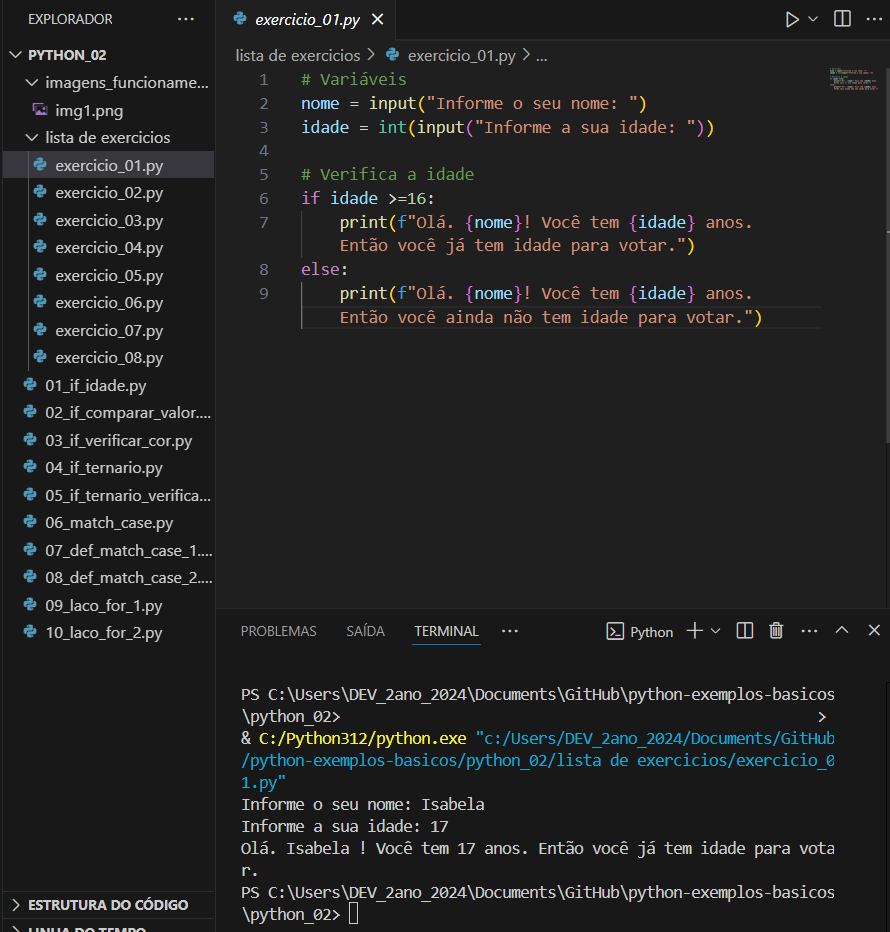 EXPLORADOR
PYTHON_02
imagens_funcioname...
img1.png
lista de exercicios
exercicio_01.py
exercicio_02.py
exercicio_03.py
exercicio_04.py
exercicio_05.py
exercicio_06.py
exercicio_07.py
exercicio_08.py
01_if_idade.py
02_if_comparar_valor....
03_if_verificar_cor.py
04_if_ternario.py
05_if_ternario_verifica...
06_match_case.py
07_def_match_case_1....
08_def_match_case_2....
09_laco_for_1.py
10_laco_for_2.py
ESTRUTURA DO CÓDIGO
LINHA DO TEMPO
exercicio_01.py
lista de exercicios > exercicio_01.py > ...
1 # Variáveis
2 nome = input("Informe o seu nome: ")
3 idade = int(input("Informe a sua idade: "))
4
5 # Verifica a idade
6 if idade >=16:
7 print(f"Olá. {nome}! Você tem {idade} anos.
Então você já tem idade para votar.")
8 else:
9 print(f"Olá. {nome}! Você tem {idade} anos.
Então você ainda não tem idade para votar.")
PROBLEMAS SAÍDA TERMINAL ... Python
PS C:\Users\DEV_2ano_2024\Documents\GitHub\python-exemplos-basicos
\python_02> >
& C:/Python312/python.exe "c:/Users/DEV_2ano_2024/Documents/GitHub
/python-exemplos-basicos/python_02/lista de exercicios/exercicio_0
1.py"
Informe o seu nome: Isabela
Informe a sua idade: 17
Olá. Isabela ! Você tem 17 anos. Então você já tem idade para vota
r.
PS C:\Users\DEV_2ano_2024\Documents\GitHub\python-exemplos-basicos
\python_02>